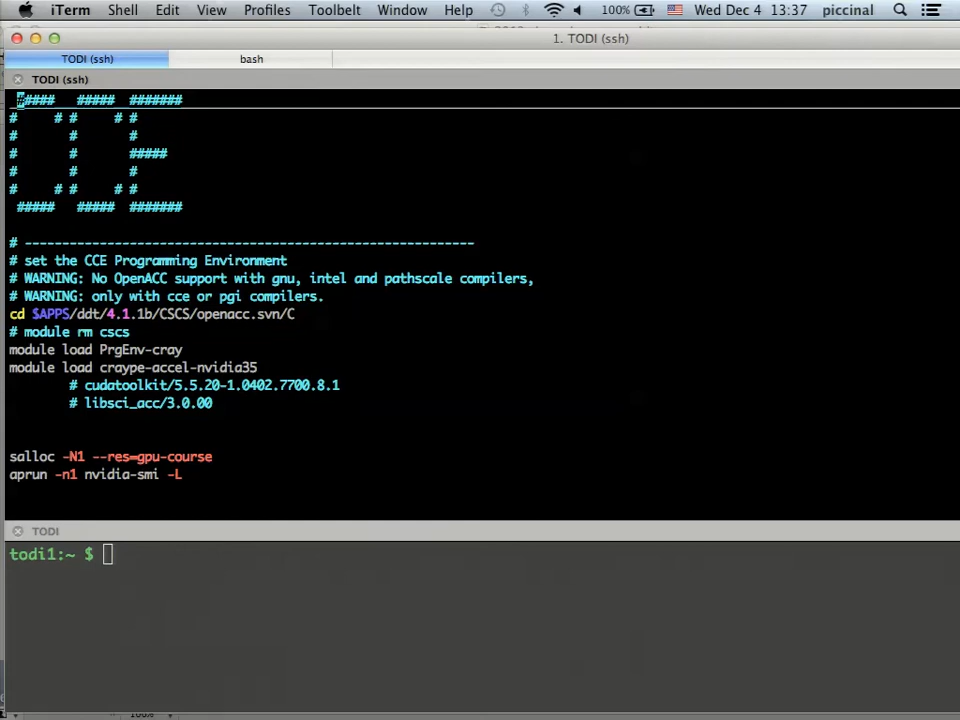 iTerm Shell Edit View Profiles Toolbelt Window Help 100% Wed Dec 4 13:37 piccinal
1. TODI (ssh)
TODI (ssh) bash
TODI (ssh)
##### ##### #######
# # # # #
# # #
# # #####
# # #
# # # # #
##### ##### #######
# ------------------------------------------------------------
# set the CCE Programming Environment
# WARNING: No OpenACC support with gnu, intel and pathscale compilers,
# WARNING: only with cce or pgi compilers.
cd $APPS/ddt/4.1.1b/CSCS/openacc.svn/C
# module rm cscs
module load PrgEnv-cray
module load craype-accel-nvidia35
# cudatoolkit/5.5.20-1.0402.7700.8.1
# libsci_acc/3.0.00
salloc -N1 --res=gpu-course
aprun -n1 nvidia-smi -L
TODI
todi1:~ $
100%